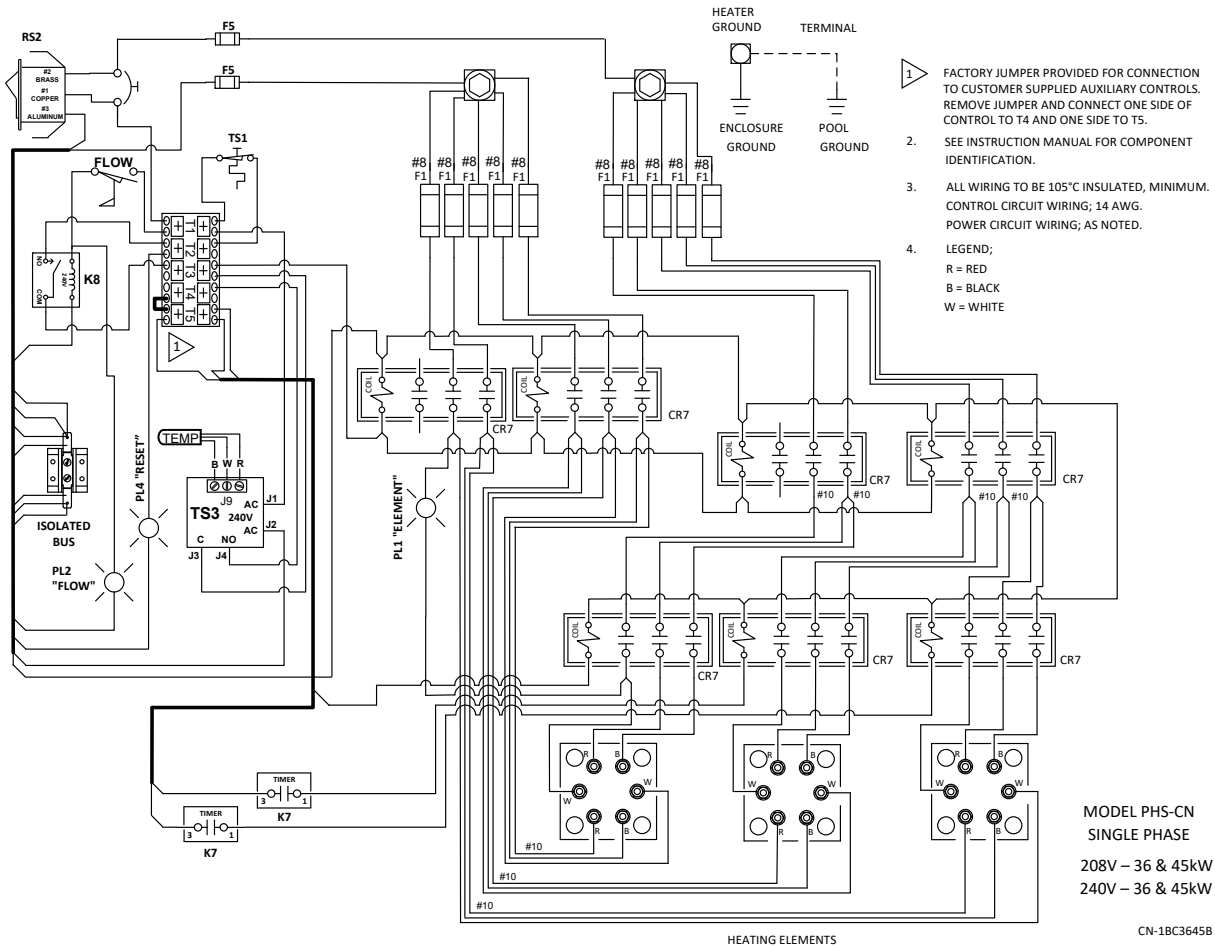 RS2
#2
BRASS
#1
COPPER
#3
ALUMINUM
F5
F5
HEATER
GROUND
TERMINAL
ENCLOSURE
GROUND
POOL
GROUND
1
FACTORY JUMPER PROVIDED FOR CONNECTION
TO CUSTOMER SUPPLIED AUXILIARY CONTROLS.
REMOVE JUMPER AND CONNECT ONE SIDE OF
CONTROL TO T4 AND ONE SIDE TO T5.
2. SEE INSTRUCTION MANUAL FOR COMPONENT
IDENTIFICATION.
3. ALL WIRING TO BE 105°C INSULATED, MINIMUM.
CONTROL CIRCUIT WIRING; 14 AWG.
POWER CIRCUIT WIRING; AS NOTED.
4. LEGEND;
R = RED
B = BLACK
W = WHITE
FLOW
TS1
#8 #8 #8 #8 #8
F1 F1 F1 F1 F1
#8 #8 #8 #8 #8
F1 F1 F1 F1 F1
T1
T2
T3
T4
T5
NO
COM
240V
K8
1
COIL
COIL
CR7
CR7
COIL
COIL
CR7
CR7
#10 #10
#10 #10
TEMP
B W R
J9
TS3
240V
AC
AC
C NO
J1
J2
J3 J4
ISOLATED
BUS
PL4 "RESET"
PL2
"FLOW"
PL1 "ELEMENT"
COIL
COIL
COIL
CR7
CR7
CR7
R B
W W
R B
R B
W W
R B
R B
W W
R B
TIMER
3 1
K7
TIMER
3 1
K7
#10
#10
#10
HEATING ELEMENTS
MODEL PHS-CN
SINGLE PHASE
208V – 36 & 45kW
240V – 36 & 45kW
CN-1BC3645B